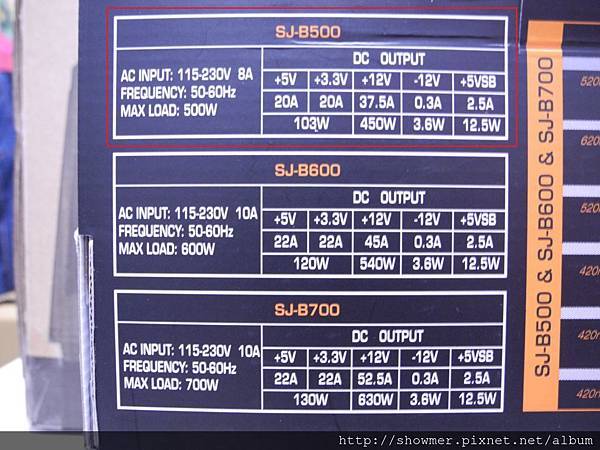 SJ-B500
AC INPUT: 115-230V 8A
FREQUENCY: 50-60Hz
MAX LOAD: 500W
DC OUTPUT
+5V +3.3V +12V -12V +5VSB
20A 20A 37.5A 0.3A 2.5A
103W 450W 3.6W 12.5W
SJ-B600
AC INPUT: 115-230V 10A
FREQUENCY: 50-60Hz
MAX LOAD: 600W
DC OUTPUT
+5V +3.3V +12V -12V +5VSB
22A 22A 45A 0.3A 2.5A
120W 540W 3.6W 12.5W
SJ-B700
AC INPUT: 115-230V 10A
FREQUENCY: 50-60Hz
MAX LOAD: 700W
DC OUTPUT
+5V +3.3V +12V -12V +5VSB
22A 22A 52.5A 0.3A 2.5A
130W 630W 3.6W 12.5W
SJ-B500 & SJ-B600 & SJ-B700
520m
620m
520m
420m
420m
420m
http://showmer.pixnet.net/album